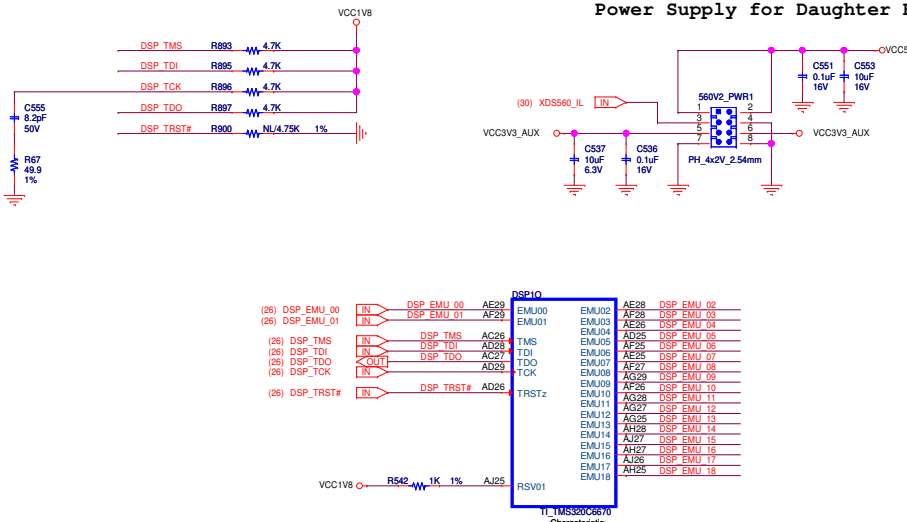 Power Supply for Daughter
VCC1V8
DSP_TMS R893 4.7K
DSP_TDI R895 4.7K
DSP_TCK R896 4.7K
DSP_TDO R897 4.7K
DSP_TRST# R900 NL/4.75K 1%
C555
8.2pF
50V
R67
49.9
1%
VCC5
C551
0.1uF
16V
C553
10uF
16V
(30) XDS560_IL IN
560V2_PWR1
1 2
3 4
5 6
7 8
PH_4x2V_2.54mm
VCC3V3_AUX
VCC3V3_AUX
C537
10uF
6.3V
C536
0.1uF
16V
DSP1O
(26) DSP_EMU_00 IN DSP_EMU_00 AE29 EMU00
(26) DSP_EMU_01 IN DSP_EMU_01 AF29 EMU01
(26) DSP_TMS IN DSP_TMS AC26 TMS
(26) DSP_TDI IN DSP_TDI AD28 TDI
(26) DSP_TDO OUT DSP_TDO AC27 TDO
(26) DSP_TCK IN AD29 TCK
(26) DSP_TRST# IN DSP_TRST# AD26 TRSTz
VCC1V8 R542 1K 1% AJ25 RSV01
EMU02 AE28 DSP_EMU_02
EMU03 AF28 DSP_EMU_03
EMU04 AE26 DSP_EMU_04
EMU05 AD25 DSP_EMU_05
EMU06 AF25 DSP_EMU_06
EMU07 AE25 DSP_EMU_07
EMU08 AF27 DSP_EMU_08
EMU09 AG29 DSP_EMU_09
EMU10 AF26 DSP_EMU_10
EMU11 AG28 DSP_EMU_11
EMU12 AG27 DSP_EMU_12
EMU13 AG25 DSP_EMU_13
EMU14 AH28 DSP_EMU_14
EMU15 AJ27 DSP_EMU_15
EMU16 AH27 DSP_EMU_16
EMU17 AJ26 DSP_EMU_17
EMU18 AH25 DSP_EMU_18
TI_TMS320C6670